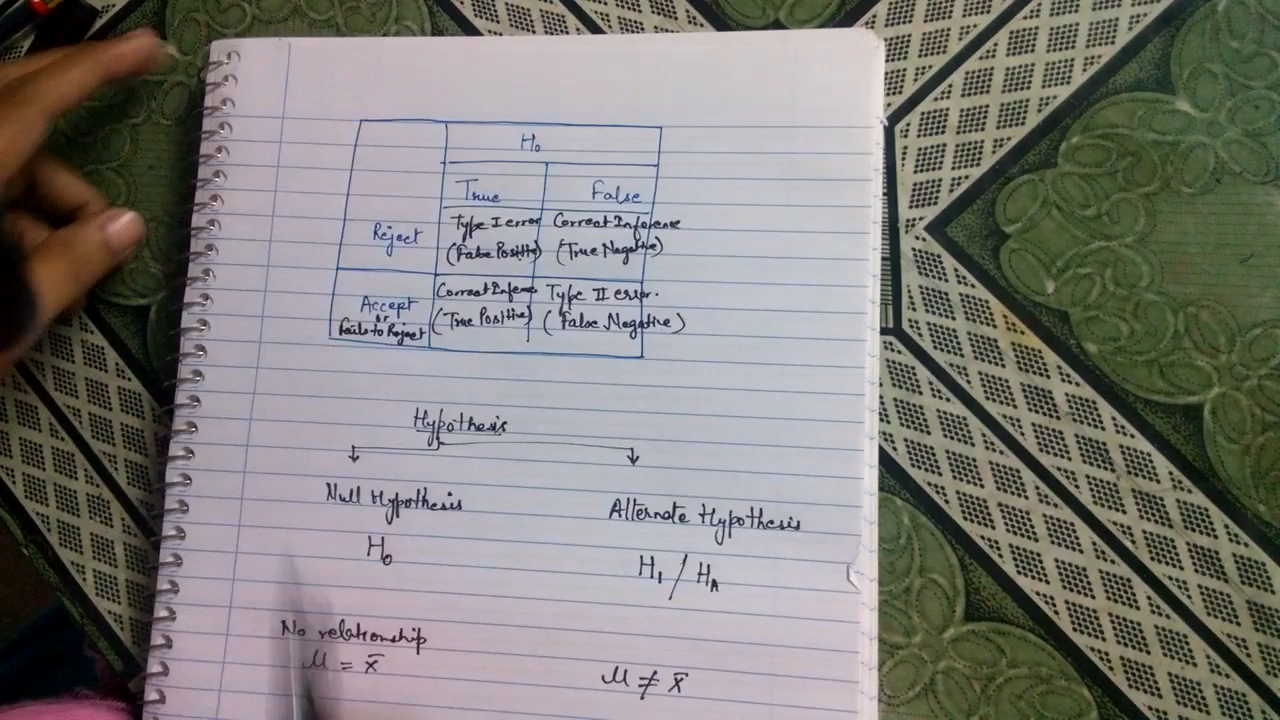 H₀
True False
Reject Type I error Correct Inference
(False Positive) (True Negative)
Accept Correct Inference Type II error.
or
Fails to Reject (True Positive) (False Negative)
Hypothesis
Null Hypothesis Alternate Hypothesis
H₀ H₁ / Hᴀ
No relationship
μ = x̄ μ ≠ x̄